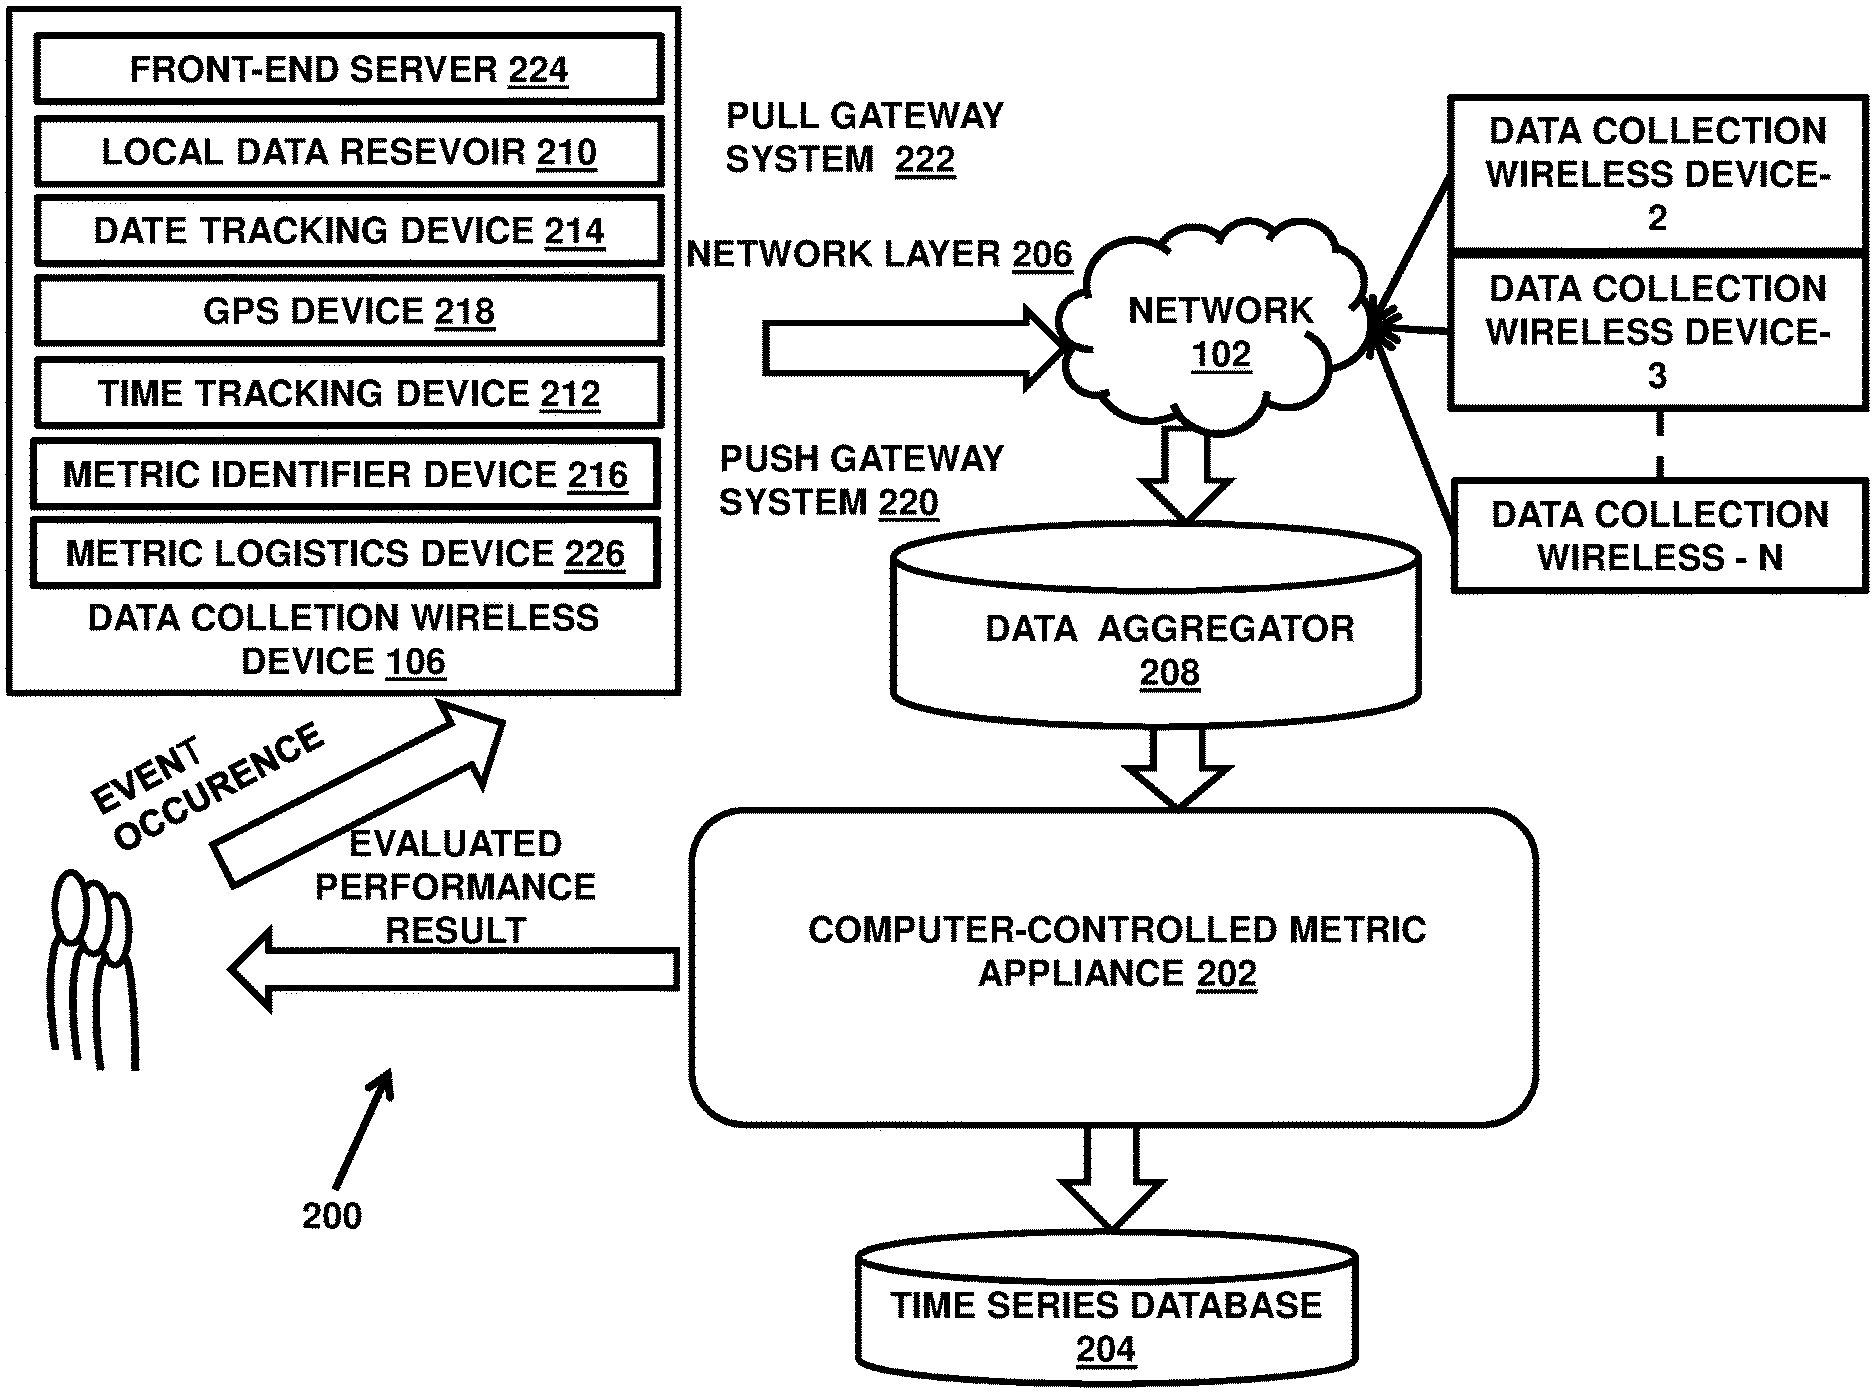 FRONT-END SERVER 224
LOCAL DATA RESEVOIR 210
DATE TRACKING DEVICE 214
GPS DEVICE 218
TIME TRACKING DEVICE 212
METRIC IDENTIFIER DEVICE 216
METRIC LOGISTICS DEVICE 226
DATA COLLETION WIRELESS
DEVICE 106
PULL GATEWAY
SYSTEM 222
NETWORK LAYER 206
PUSH GATEWAY
SYSTEM 220
NETWORK
102
DATA COLLECTION
WIRELESS DEVICE-
2
DATA COLLECTION
WIRELESS DEVICE-
3
DATA COLLECTION
WIRELESS - N
DATA AGGREGATOR
208
EVENT
OCCURENCE
EVALUATED
PERFORMANCE
RESULT
COMPUTER-CONTROLLED METRIC
APPLIANCE 202
200
TIME SERIES DATABASE
204